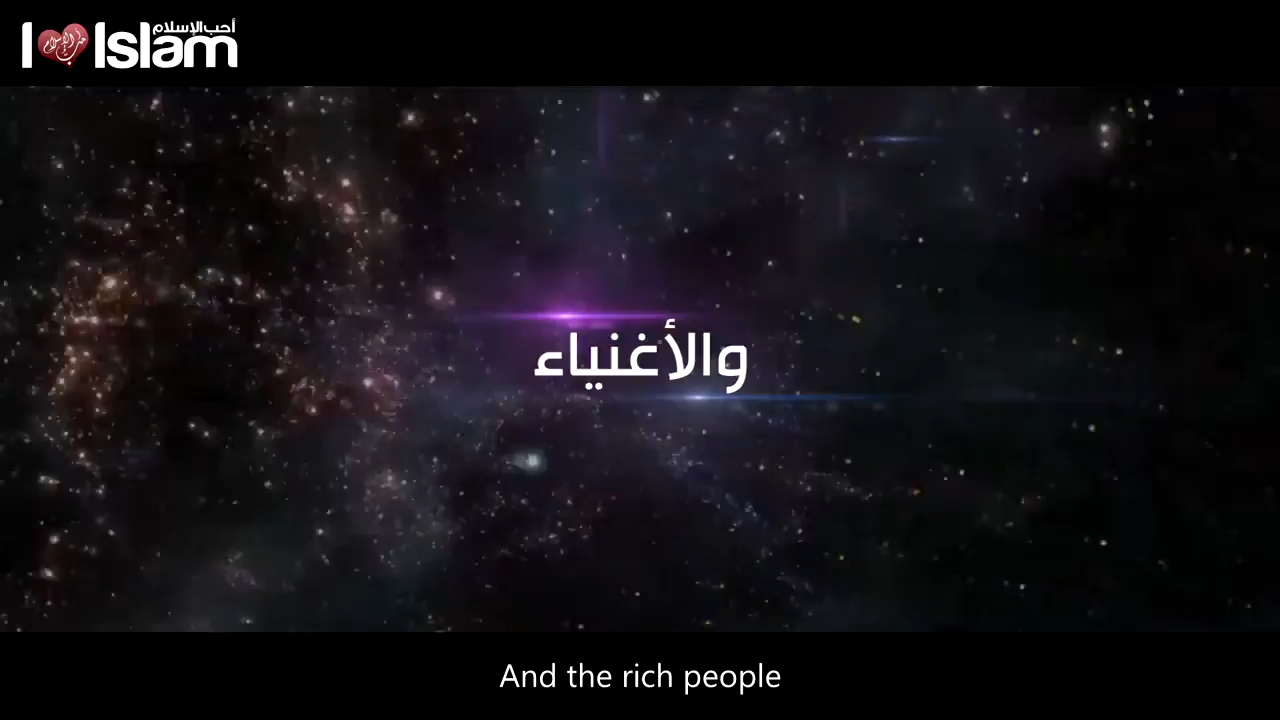 أحب الإسلام
I Islam
والأغنياء
And the rich people